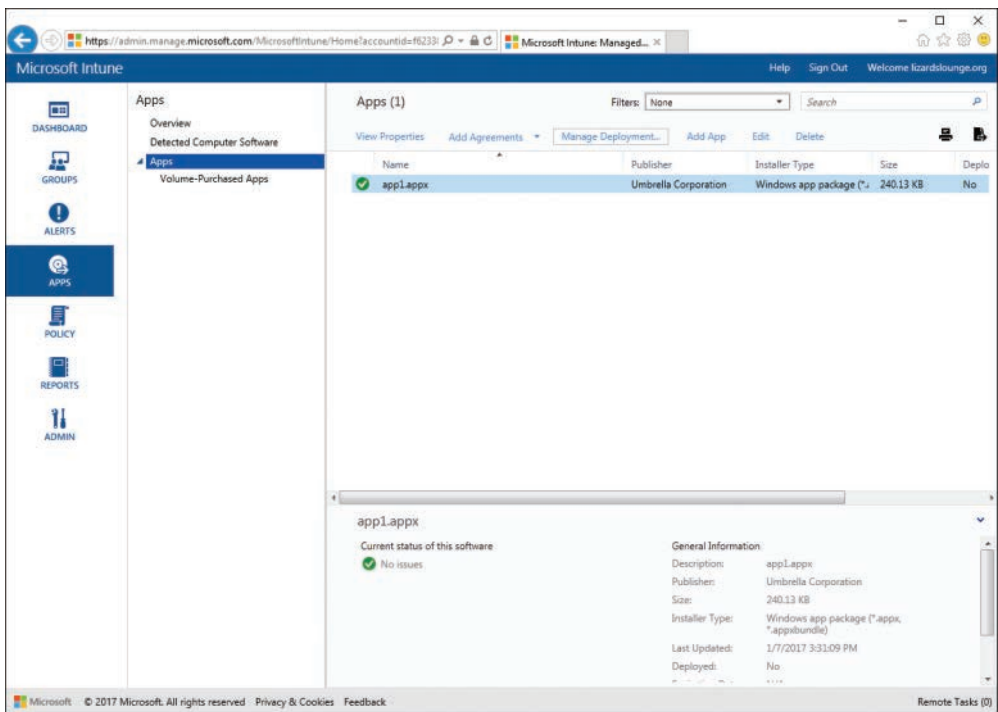 https://admin.manage.microsoft.com/MicrosoftIntune/Home?accountid=f6233
Microsoft Intune: Managed...
Microsoft Intune
Help Sign Out Welcome lizardslounge.org
DASHBOARD
GROUPS
ALERTS
APPS
POLICY
REPORTS
ADMIN
Apps
Overview
Detected Computer Software
Apps
Volume-Purchased Apps
Apps (1)
Filters: None
Search
View Properties Add Agreements Manage Deployment... Add App Edit Delete
Name Publisher Installer Type Size Deplo
app1.appx Umbrella Corporation Windows app package (*. 240.13 KB No
app1.appx
Current status of this software
No issues
General Information
Description: app1.appx
Publisher: Umbrella Corporation
Size: 240.13 KB
Installer Type: Windows app package (*.appx,
*.appxbundle)
Last Updated: 1/7/2017 3:31:09 PM
Deployed: No
Microsoft © 2017 Microsoft. All rights reserved Privacy & Cookies Feedback
Remote Tasks (0)